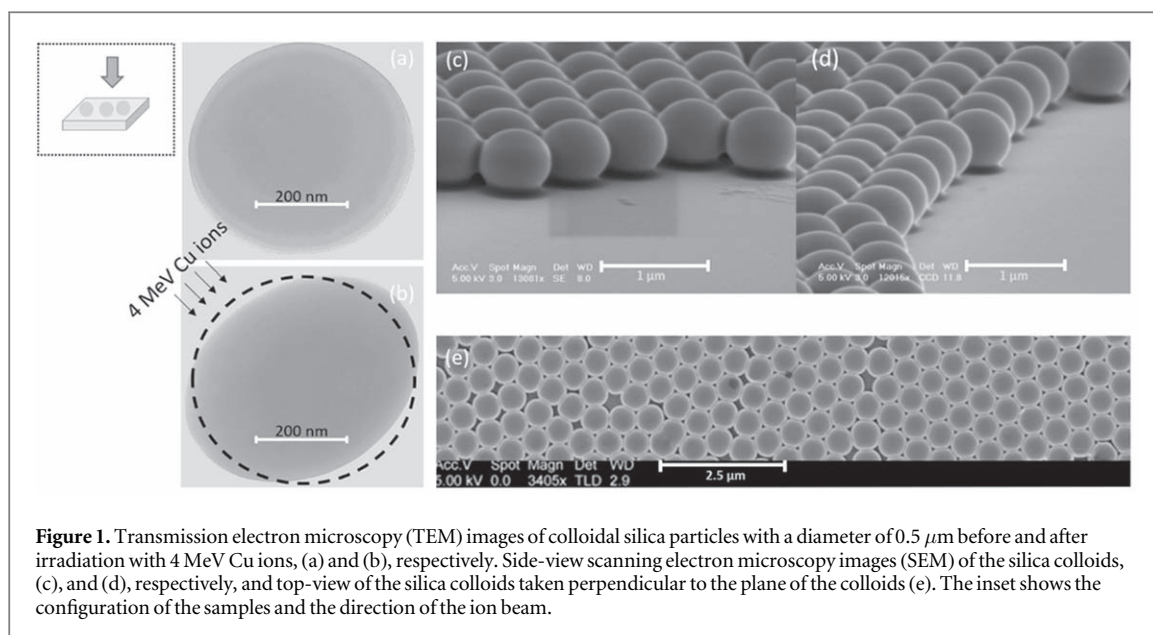 (a)
200 nm
4 MeV Cu ions
(b)
200 nm
(c)
Acc.V Spot Magn Det WD
5.00 kV 3.0 13081x SE 8.0
1 µm
(d)
Acc.V Spot Magn Det WD
5.00 kV 3.0 12016x CCD 11.8
1 µm
(e)
Acc.V Spot Magn Det WD
5.00 kV 0.0 3405x TLD 2.9
2.5 µm
Figure 1. Transmission electron microscopy (TEM) images of colloidal silica particles with a diameter of 0.5 μm before and after
irradiation with 4 MeV Cu ions, (a) and (b), respectively. Side-view scanning electron microscopy images (SEM) of the silica colloids,
(c), and (d), respectively, and top-view of the silica colloids taken perpendicular to the plane of the colloids (e). The inset shows the
configuration of the samples and the direction of the ion beam.